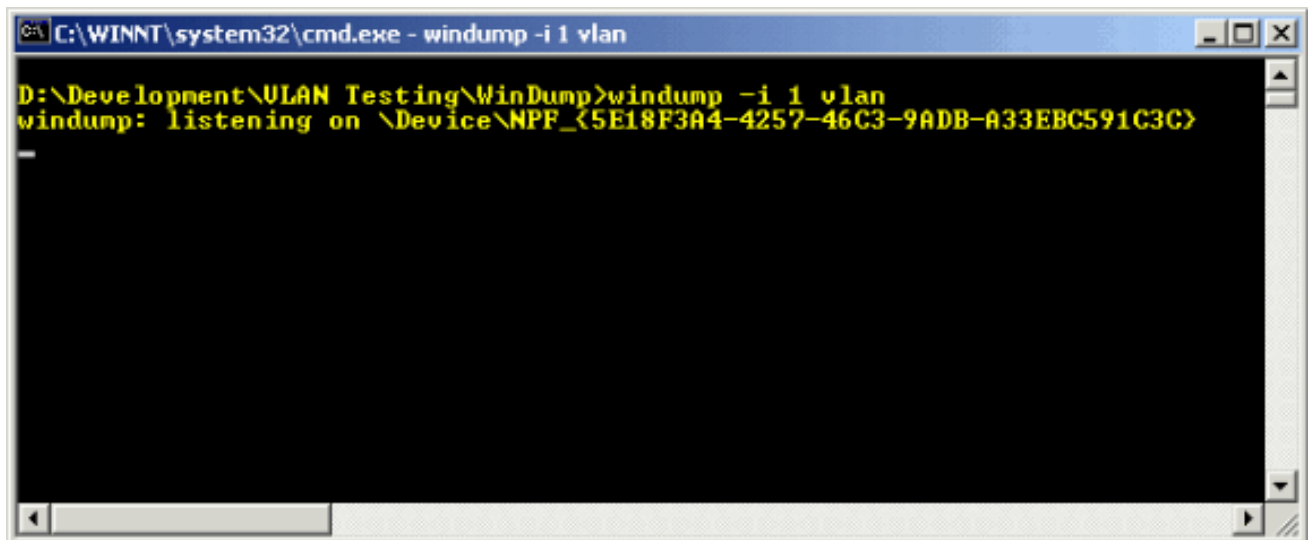 C:\WINNT\system32\cmd.exe - windump -i 1 vlan
D:\Development\VLAN Testing\WinDump>windump -i 1 vlan
windump: listening on \Device\NPF_{5E18F3A4-4257-46C3-9ADB-A33EBC591C3C}